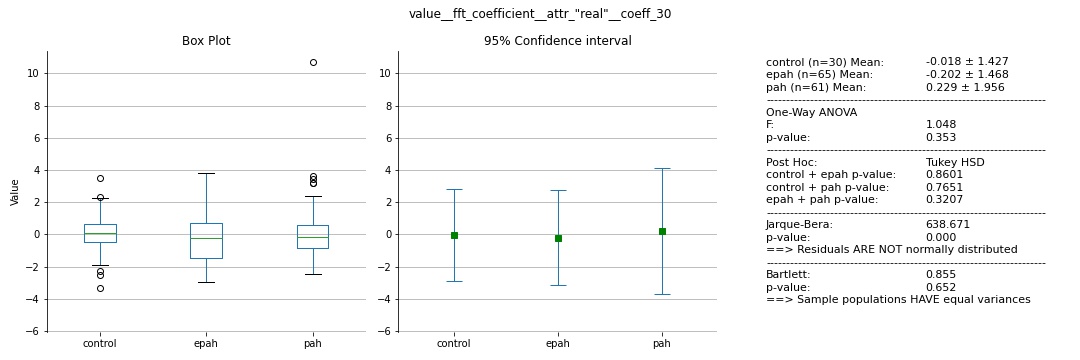 value__fft_coefficient__attr_"real"__coeff_30
Box Plot
10
8
6
4
2
0
−2
−4
−6
Value
control
epah
pah
95% Confidence interval
10
8
6
4
2
0
−2
−4
−6
control
epah
pah
control (n=30) Mean: -0.018 ± 1.427
epah (n=65) Mean: -0.202 ± 1.468
pah (n=61) Mean: 0.229 ± 1.956
One-Way ANOVA
F: 1.048
p-value: 0.353
Post Hoc: Tukey HSD
control + epah p-value: 0.8601
control + pah p-value: 0.7651
epah + pah p-value: 0.3207
Jarque-Bera: 638.671
p-value: 0.000
==> Residuals ARE NOT normally distributed
Bartlett: 0.855
p-value: 0.652
==> Sample populations HAVE equal variances